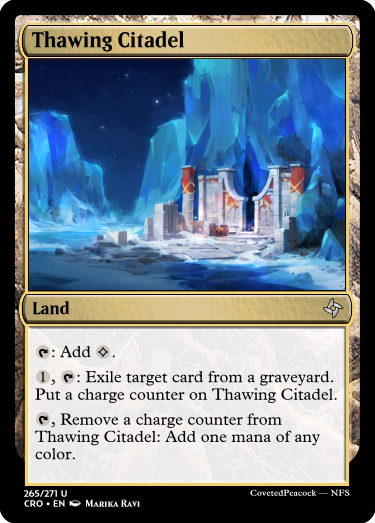 Thawing Citadel
Land
: Add .
1, : Exile target card from a graveyard.
Put a charge counter on Thawing Citadel.
, Remove a charge counter from
Thawing Citadel: Add one mana of any
color.
265/271 U
CRO • EN Marika Ravi
CovetedPeacock — NFS